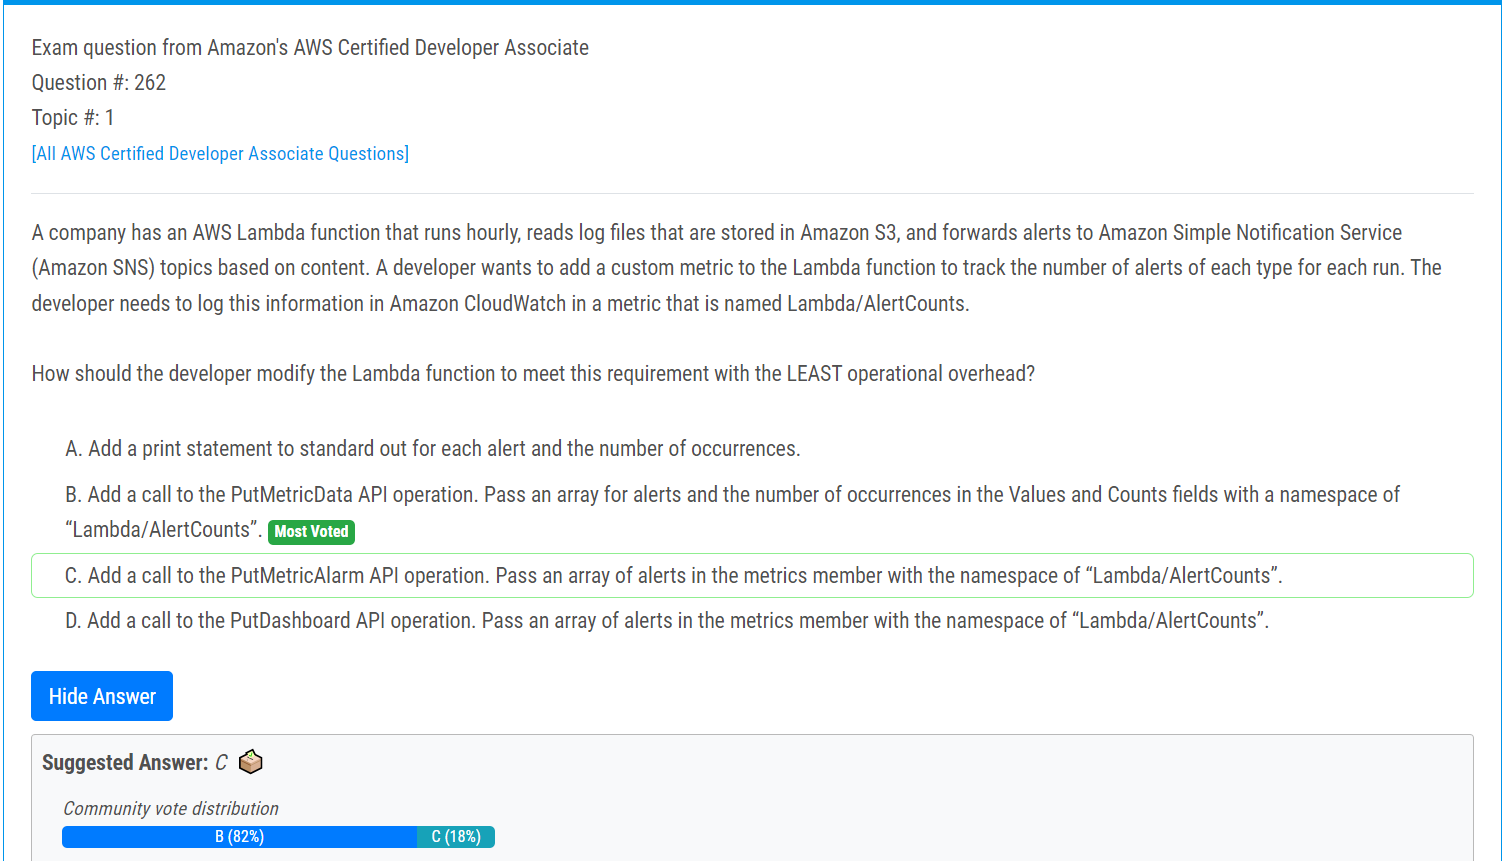 Exam question from Amazon's AWS Certified Developer Associate
Question #: 262
Topic #: 1
[All AWS Certified Developer Associate Questions]
A company has an AWS Lambda function that runs hourly, reads log files that are stored in Amazon S3, and forwards alerts to Amazon Simple Notification Service
(Amazon SNS) topics based on content. A developer wants to add a custom metric to the Lambda function to track the number of alerts of each type for each run. The
developer needs to log this information in Amazon CloudWatch in a metric that is named Lambda/AlertCounts.
How should the developer modify the Lambda function to meet this requirement with the LEAST operational overhead?
A. Add a print statement to standard out for each alert and the number of occurrences.
B. Add a call to the PutMetricData API operation. Pass an array for alerts and the number of occurrences in the Values and Counts fields with a namespace of
“Lambda/AlertCounts”. Most Voted
C. Add a call to the PutMetricAlarm API operation. Pass an array of alerts in the metrics member with the namespace of “Lambda/AlertCounts”.
D. Add a call to the PutDashboard API operation. Pass an array of alerts in the metrics member with the namespace of “Lambda/AlertCounts”.
Hide Answer
Suggested Answer: C
Community vote distribution
B (82%) C (18%)